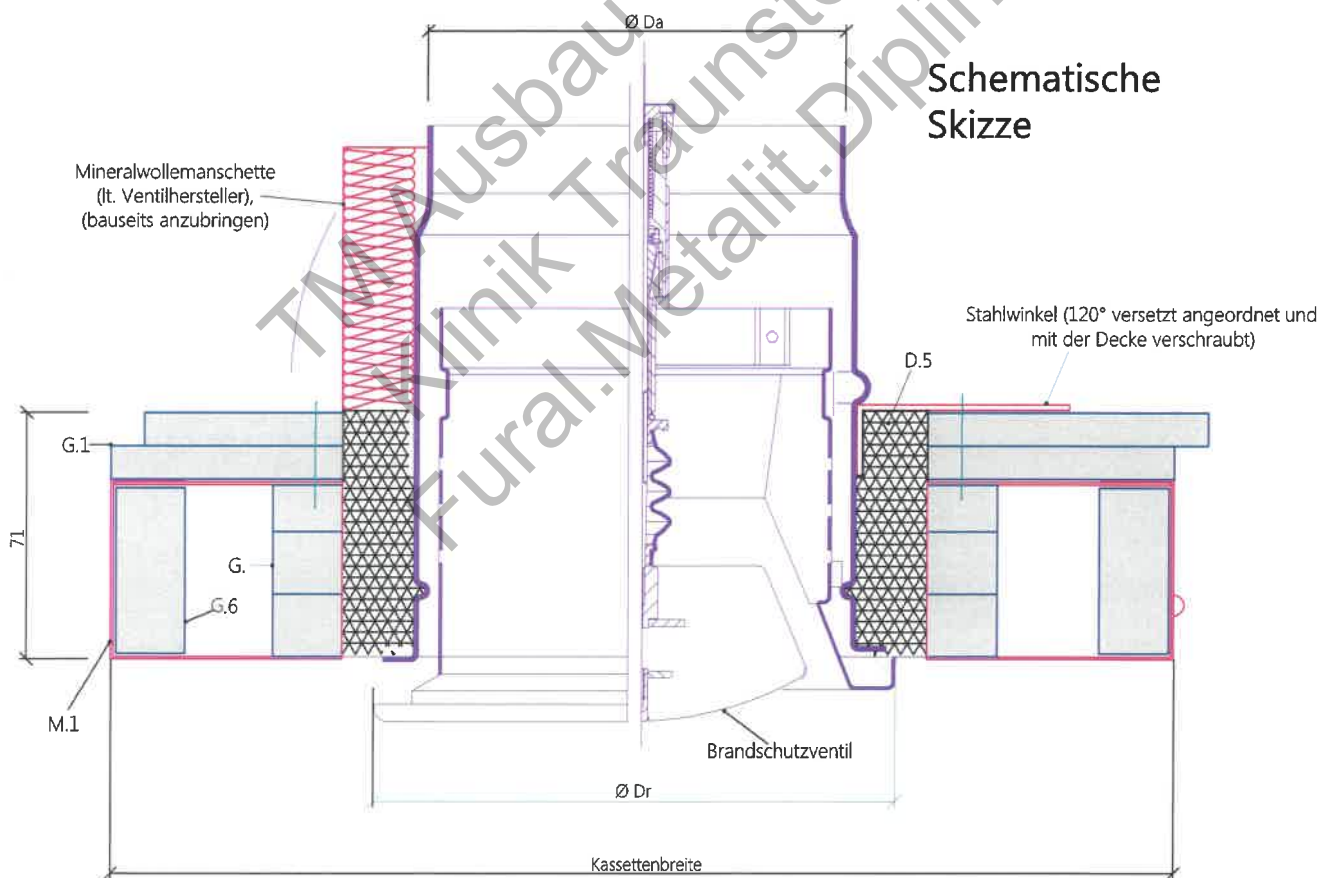 Ø Da
Schematische
Skizze
Mineralwollemanschette
(lt. Ventilhersteller),
(bauseits anzubringen)
TM Ausbau
Klinik Traunste
Fural.Metalit.Diplin
Stahlwinkel (120° versetzt angeordnet und
mit der Decke verschraubt)
D.5
G.1
71
G.
G.6
M.1
Brandschutzventil
Ø Dr
Kassettenbreite